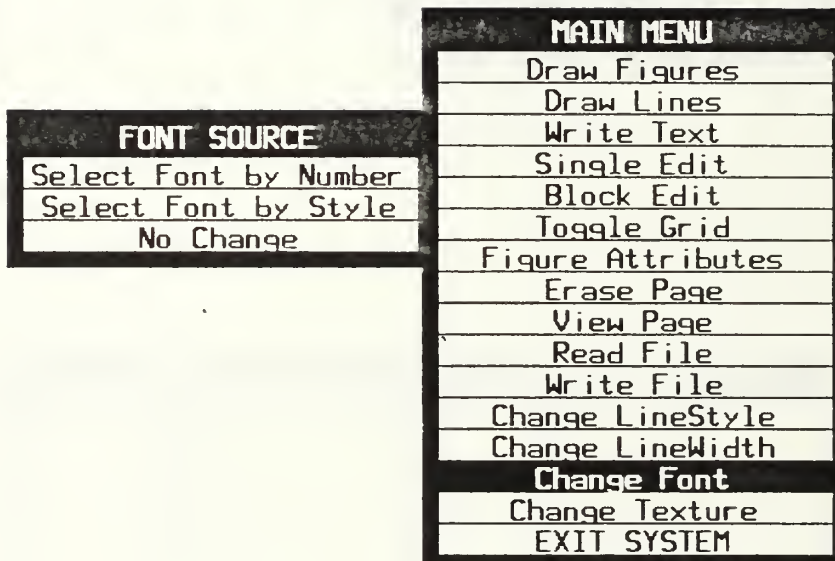 FONT SOURCE
Select Font by Number
Select Font by Style
No Change
MAIN MENU
Draw Figures
Draw Lines
Write Text
Single Edit
Block Edit
Toggle Grid
Figure Attributes
Erase Page
View Page
Read File
Write File
Change LineStyle
Change LineWidth
Change Font
Change Texture
EXIT SYSTEM